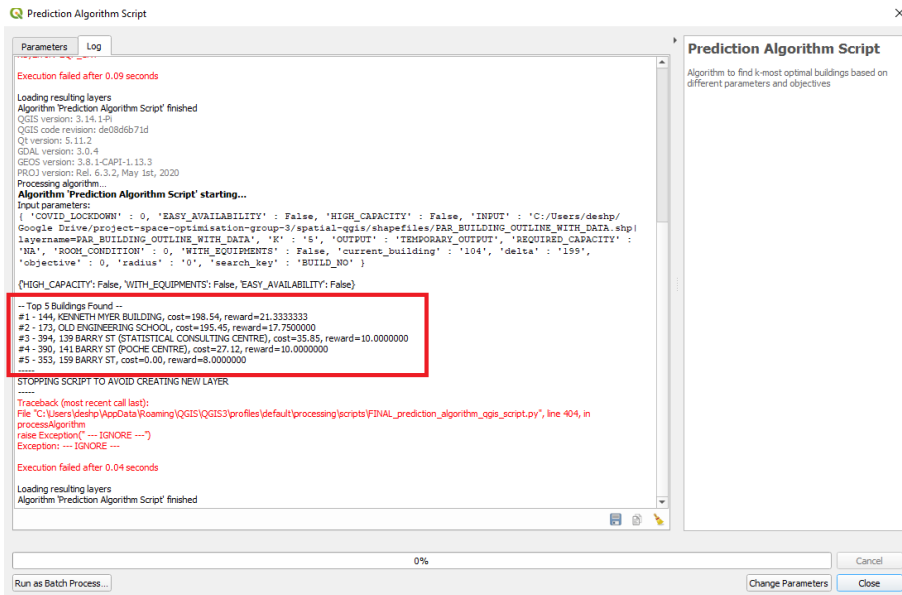 Prediction Algorithm Script
Parameters
Log
Execution failed after 0.09 seconds
Loading resulting layers
Algorithm 'Prediction Algorithm Script' finished
QGIS version: 3.14.1-Pi
QGIS code revision: de08d6b71d
Qt version: 5.11.2
GDAL version: 3.0.4
GEOS version: 3.8.1-CAPI-1.13.3
PROJ version: Rel. 6.3.2, May 1st, 2020
Processing algorithm...
Algorithm 'Prediction Algorithm Script' starting...
Input parameters:
{ 'COVID_LOCKDOWN' : 0, 'EASY_AVAILABILITY' : False, 'HIGH_CAPACITY' : False, 'INPUT' : 'C:/Users/deshp/
Google Drive/project-space-optimisation-group-3/spatial-qgis/shapefiles/PAR_BUILDING_OUTLINE_WITH_DATA.shp|
layername=PAR_BUILDING_OUTLINE_WITH_DATA', 'K' : '5', 'OUTPUT' : 'TEMPORARY_OUTPUT', 'REQUIRED_CAPACITY' :
'NA', 'ROOM_CONDITION' : 0, 'WITH_EQUIPMENTS' : False, 'current_building' : '104', 'delta' : '199',
'objective' : 0, 'radius' : '0', 'search_key' : 'BUILD_NO' }
{'HIGH_CAPACITY': False, 'WITH_EQUIPMENTS': False, 'EASY_AVAILABILITY': False}
-- Top 5 Buildings Found --
#1 - 144, KENNETH MYER BUILDING, cost=198.54, reward=21.3333333
#2 - 173, OLD ENGINEERING SCHOOL, cost=195.45, reward=17.7500000
#3 - 394, 139 BARRY ST (STATISTICAL CONSULTING CENTRE), cost=35.85, reward=10.0000000
#4 - 390, 141 BARRY ST (POCHE CENTRE), cost=27.12, reward=10.0000000
#5 - 353, 159 BARRY ST, cost=0.00, reward=8.0000000
-----
STOPPING SCRIPT TO AVOID CREATING NEW LAYER
-----
Traceback (most recent call last):
File "C:\Users\deshp\AppData\Roaming\QGIS\QGIS3\profiles\default\processing\scripts\FINAL_prediction_algorithm_qgis_script.py", line 404, in
processAlgorithm
raise Exception(" --- IGNORE ---")
Exception: --- IGNORE ---
Execution failed after 0.04 seconds
Loading resulting layers
Algorithm 'Prediction Algorithm Script' finished
Prediction Algorithm Script
Algorithm to find k-most optimal buildings based on
different parameters and objectives
0%
Cancel
Run as Batch Process...
Change Parameters
Close